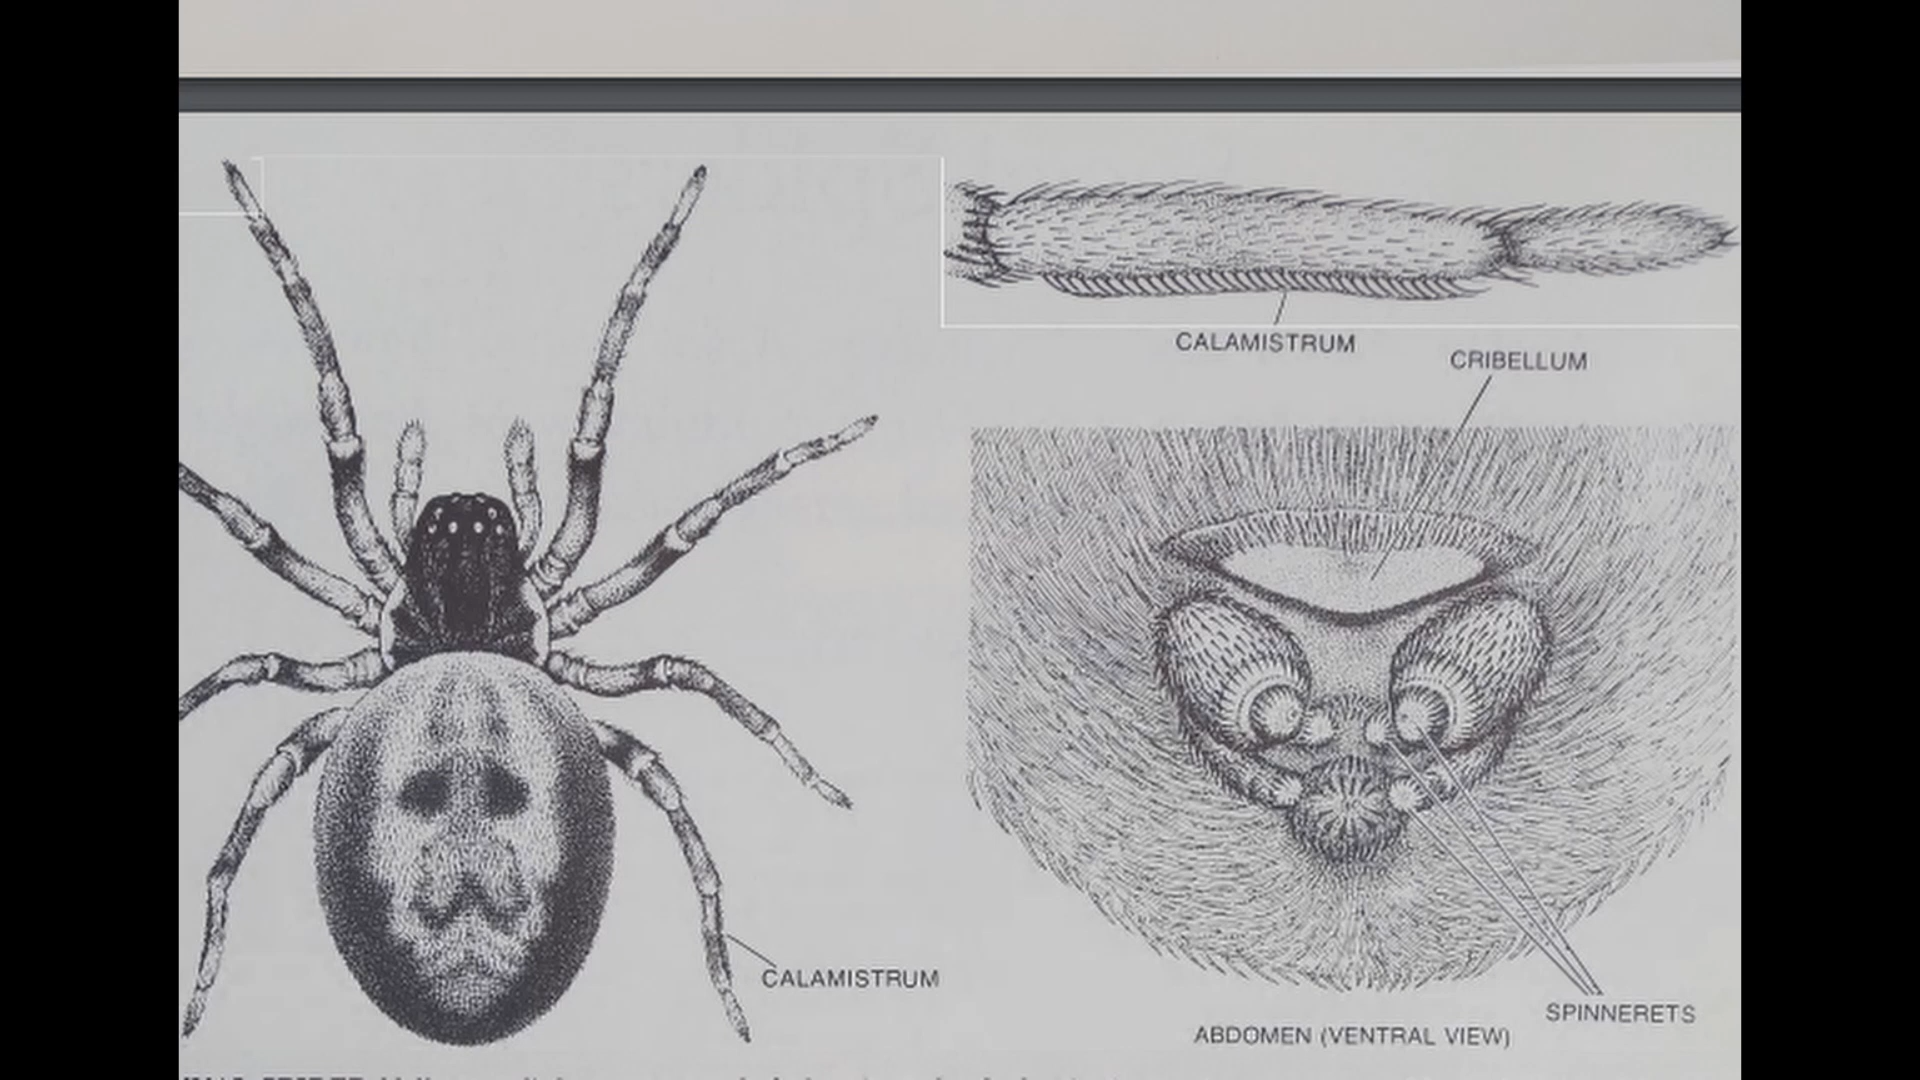 CALAMISTRUM
CRIBELLUM
CALAMISTRUM
SPINNERETS
ABDOMEN (VENTRAL VIEW)